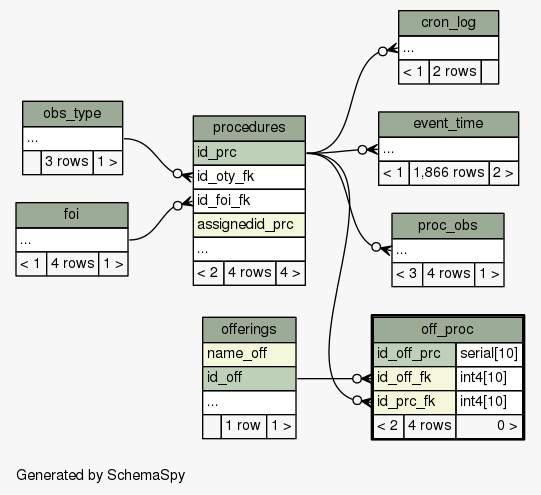 cron_log
...
< 1 2 rows
obs_type
...
3 rows 1 >
procedures
id_prc
id_oty_fk
id_foi_fk
assignedid_prc
...
< 2 4 rows 4 >
event_time
...
< 1 1,866 rows 2 >
foi
...
< 1 4 rows 1 >
proc_obs
...
< 3 4 rows 1 >
offerings
name_off
id_off
...
1 row 1 >
off_proc
id_off_prc serial[10]
id_off_fk int4[10]
id_prc_fk int4[10]
< 2 4 rows 0 >
Generated by SchemaSpy